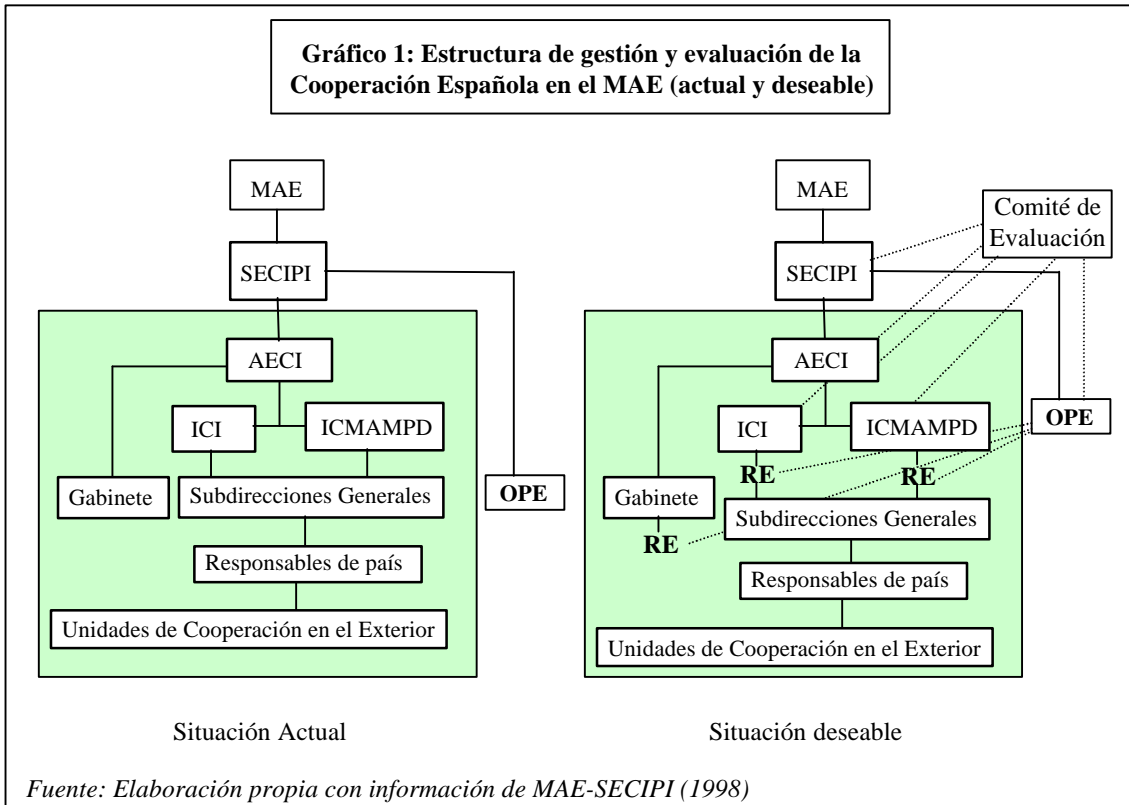 Gráfico 1: Estructura de gestión y evaluación de la
Cooperación Española en el MAE (actual y deseable)
MAE
SECIPI
AECI
ICI
ICMAMPD
Gabinete
Subdirecciones Generales
OPE
Responsables de país
Unidades de Cooperación en el Exterior
Situación Actual
MAE
Comité de
Evaluación
SECIPI
AECI
OPE
ICI
ICMAMPD
RE
RE
Gabinete
Subdirecciones Generales
RE
Responsables de país
Unidades de Cooperación en el Exterior
Situación deseable
Fuente: Elaboración propia con información de MAE-SECIPI (1998)